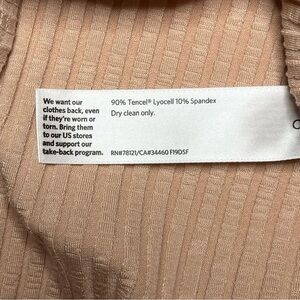 We want our
clothes back, even
if they're worn or
torn. Bring them
to our US stores
and support our
take-back program.
90% Tencel® Lyocell 10% Spandex
Dry clean only.
RN#78121/CA#34460 F19DSF